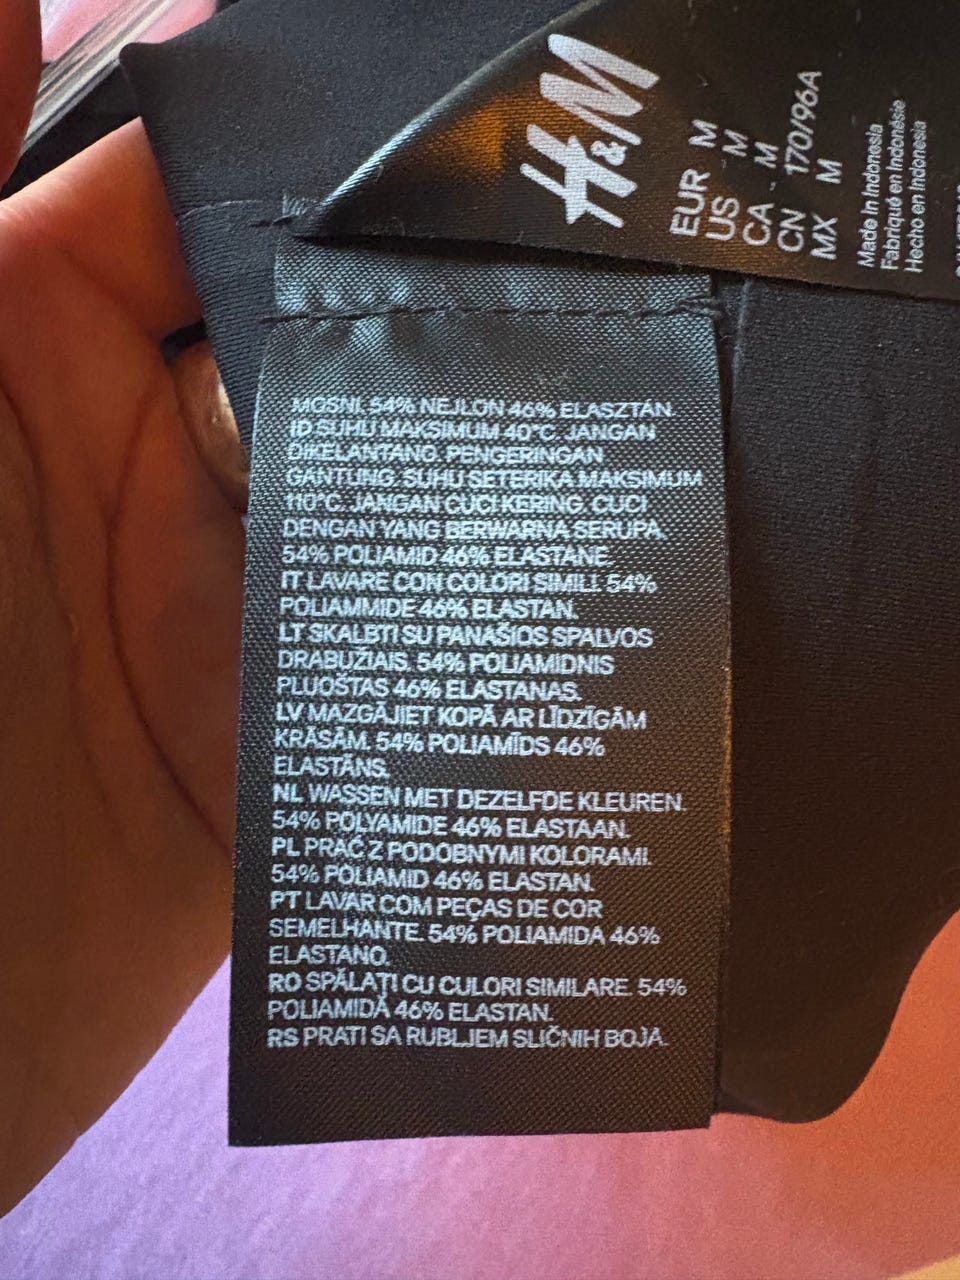 H&M
EUR M
US M
CA M
CN 170/96A
MX M
Made in Indonesia
Fabriqué en Indonésie
Hecho en Indonesia
MOSNI. 54% NEJLON 46% ELASZTÁN.
ID SUHU MAKSIMUM 40°C. JANGAN
DIKELANTANG. PENGERINGAN
GANTUNG. SUHU SETERIKA MAKSIMUM
110°C. JANGAN CUCI KERING. CUCI
DENGAN YANG BERWARNA SERUPA.
54% POLIAMID 46% ELASTANE.
IT LAVARE CON COLORI SIMILI. 54%
POLIAMMIDE 46% ELASTAN.
LT SKALBTI SU PANAŠIOS SPALVOS
DRABUŽIAIS. 54% POLIAMIDINIS
PLUOŠTAS 46% ELASTANAS.
LV MAZGĀJIET KOPĀ AR LĪDZĪGĀM
KRĀSĀM. 54% POLIAMĪDS 46%
ELASTĀNS.
NL WASSEN MET DEZELFDE KLEUREN.
54% POLYAMIDE 46% ELASTAAN.
PL PRAĆ Z PODOBNYMI KOLORAMI.
54% POLIAMID 46% ELASTAN.
PT LAVAR COM PEÇAS DE COR
SEMELHANTE. 54% POLIAMIDA 46%
ELASTANO.
RO SPĂLAȚI CU CULORI SIMILARE. 54%
POLIAMIDĂ 46% ELASTAN.
RS PRATI SA RUBLJEM SLIČNIH BOJA.